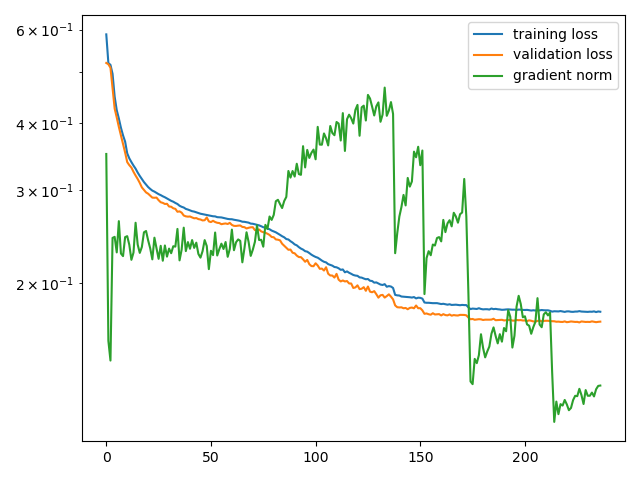 6 × 10⁻¹
4 × 10⁻¹
3 × 10⁻¹
2 × 10⁻¹
training loss
validation loss
gradient norm
0 50 100 150 200